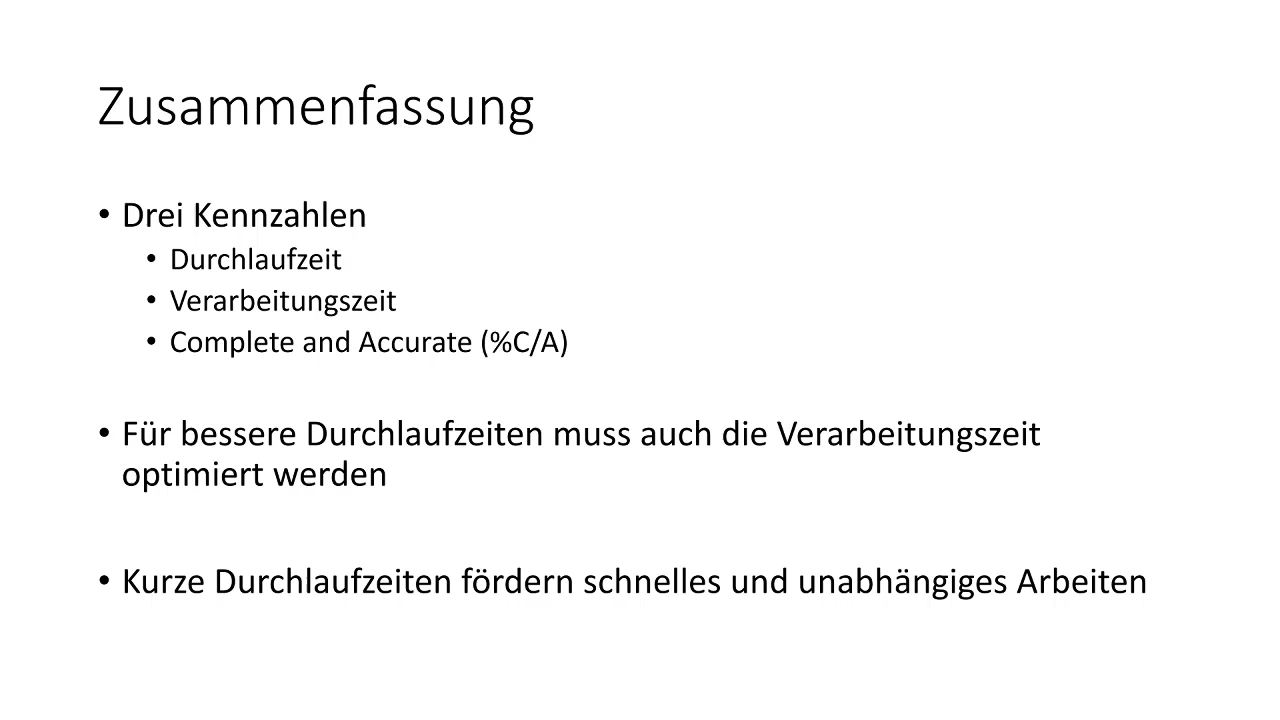 Zusammenfassung
• Drei Kennzahlen
• Durchlaufzeit
• Verarbeitungszeit
• Complete and Accurate (%C/A)
• Für bessere Durchlaufzeiten muss auch die Verarbeitungszeit
optimiert werden
• Kurze Durchlaufzeiten fördern schnelles und unabhängiges Arbeiten